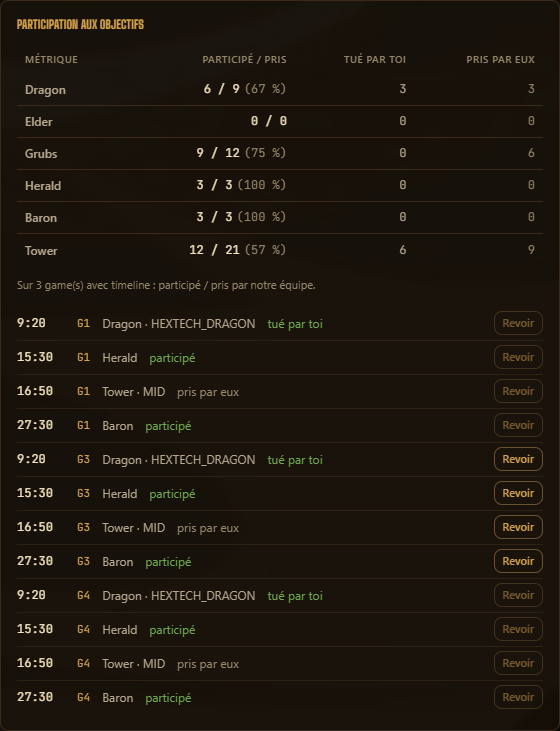 PARTICIPATION AUX OBJECTIFS
MÉTRIQUE PARTICIPÉ / PRIS TUÉ PAR TOI PRIS PAR EUX
Dragon 6 / 9 (67 %) 3 3
Elder 0 / 0 0 0
Grubs 9 / 12 (75 %) 0 6
Herald 3 / 3 (100 %) 0 0
Baron 3 / 3 (100 %) 0 0
Tower 12 / 21 (57 %) 6 9
Sur 3 game(s) avec timeline : participé / pris par notre équipe.
9:20 G1 Dragon · HEXTECH_DRAGON tué par toi Revoir
15:30 G1 Herald participé Revoir
16:50 G1 Tower · MID pris par eux Revoir
27:30 G1 Baron participé Revoir
9:20 G3 Dragon · HEXTECH_DRAGON tué par toi Revoir
15:30 G3 Herald participé Revoir
16:50 G3 Tower · MID pris par eux Revoir
27:30 G3 Baron participé Revoir
9:20 G4 Dragon · HEXTECH_DRAGON tué par toi Revoir
15:30 G4 Herald participé Revoir
16:50 G4 Tower · MID pris par eux Revoir
27:30 G4 Baron participé Revoir